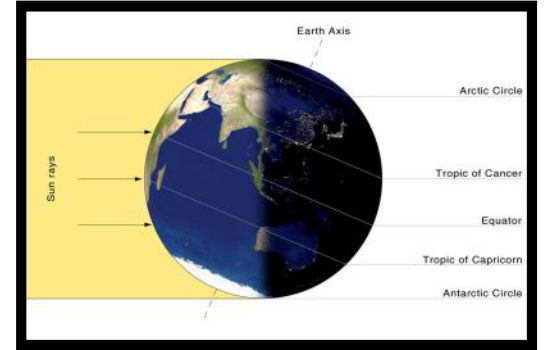 Earth Axis
Arctic Circle
Sun rays
Tropic of Cancer
Equator
Tropic of Capricorn
Antarctic Circle